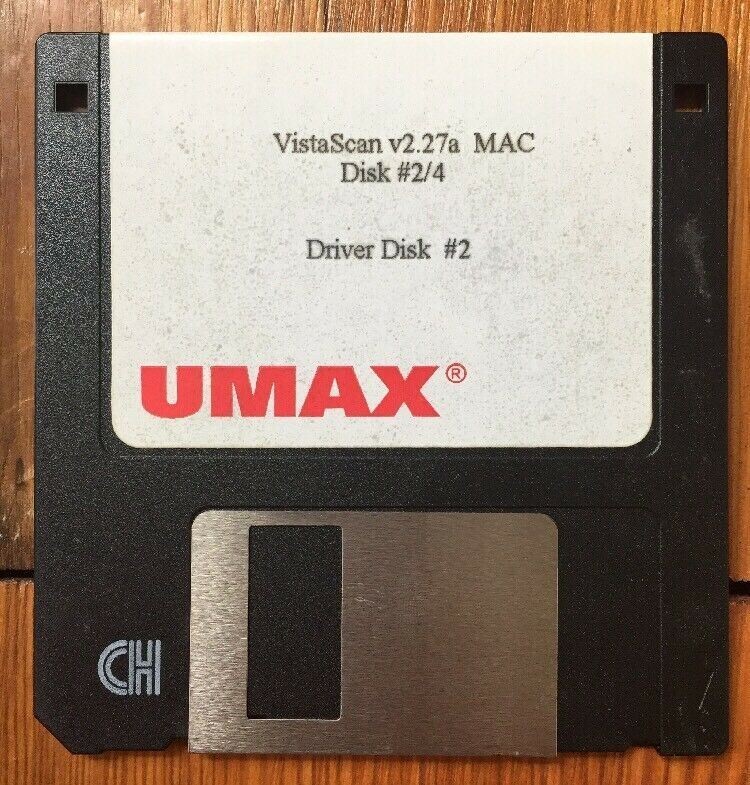 VistaScan v2.27a MAC
Disk #2/4
Driver Disk #2
UMAX®
CH